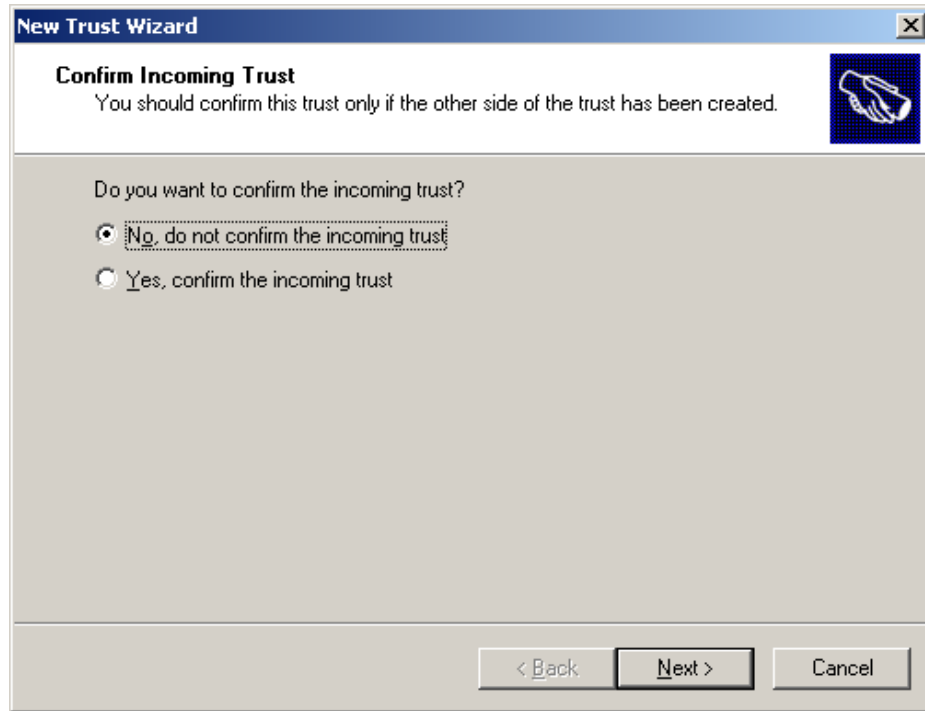 New Trust Wizard
Confirm Incoming Trust
You should confirm this trust only if the other side of the trust has been created.
Do you want to confirm the incoming trust?
No, do not confirm the incoming trust
Yes, confirm the incoming trust
< Back Next > Cancel